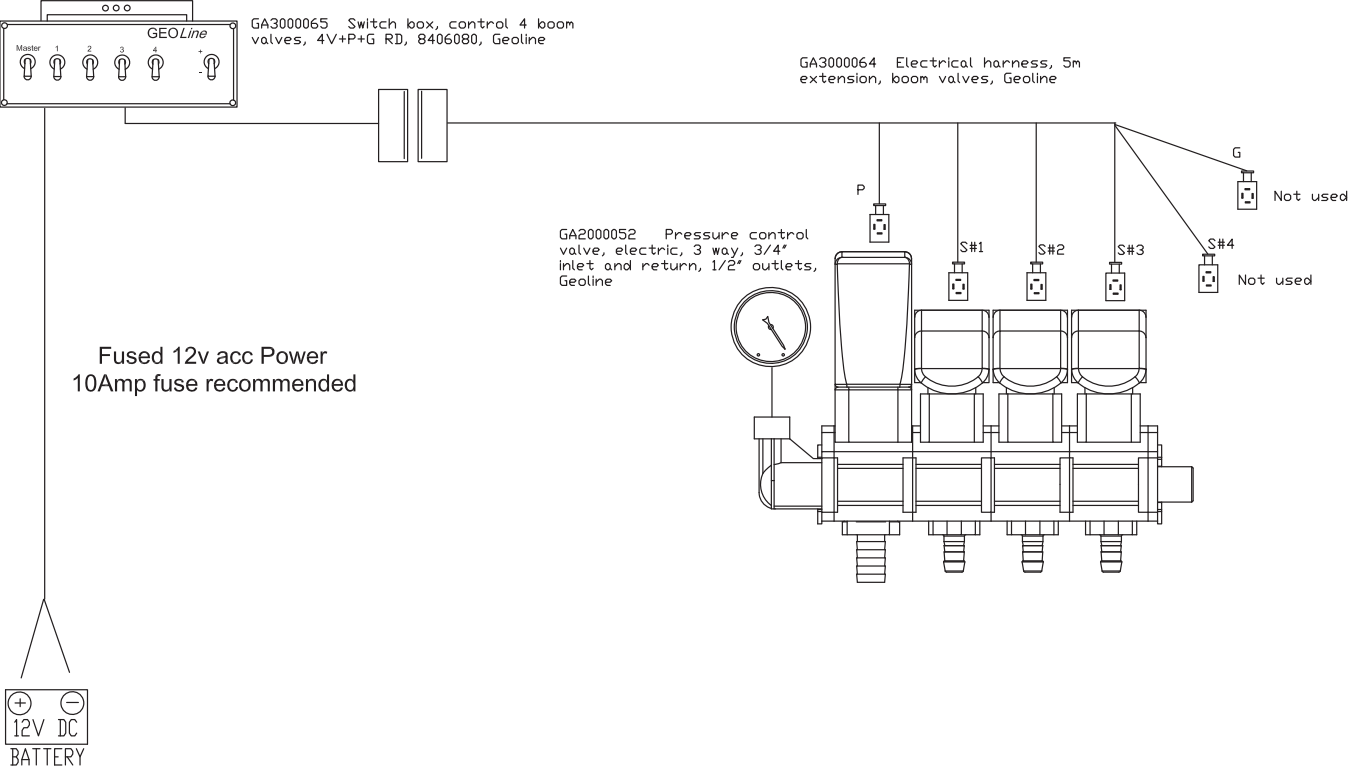 GEOLine
Master 1 2 3 4 +
-
GA3000065 Switch box, control 4 boom
valves, 4V+P+G RD, 8406080, Geoline
GA3000064 Electrical harness, 5m
extension, boom valves, Geoline
G
Not used
P
GA2000052 Pressure control
valve, electric, 3 way, 3/4″
inlet and return, 1/2″ outlets,
Geoline
S#1
S#2
S#3
S#4
Not used
Fused 12v acc Power
10Amp fuse recommended
+ −
12V DC
BATTERY